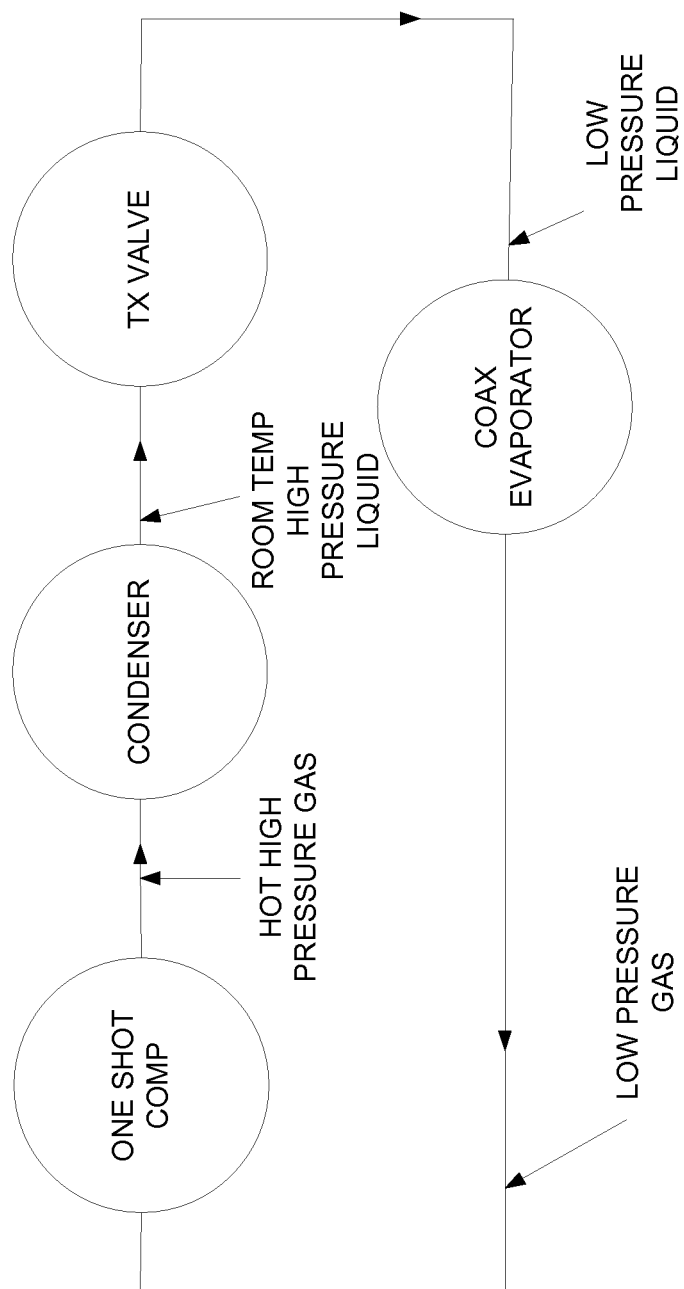 ONE SHOT
COMP
HOT HIGH
PRESSURE GAS
CONDENSER
ROOM TEMP
HIGH
PRESSURE
LIQUID
TX VALVE
LOW PRESSURE
GAS
COAX
EVAPORATOR
LOW
PRESSURE
LIQUID